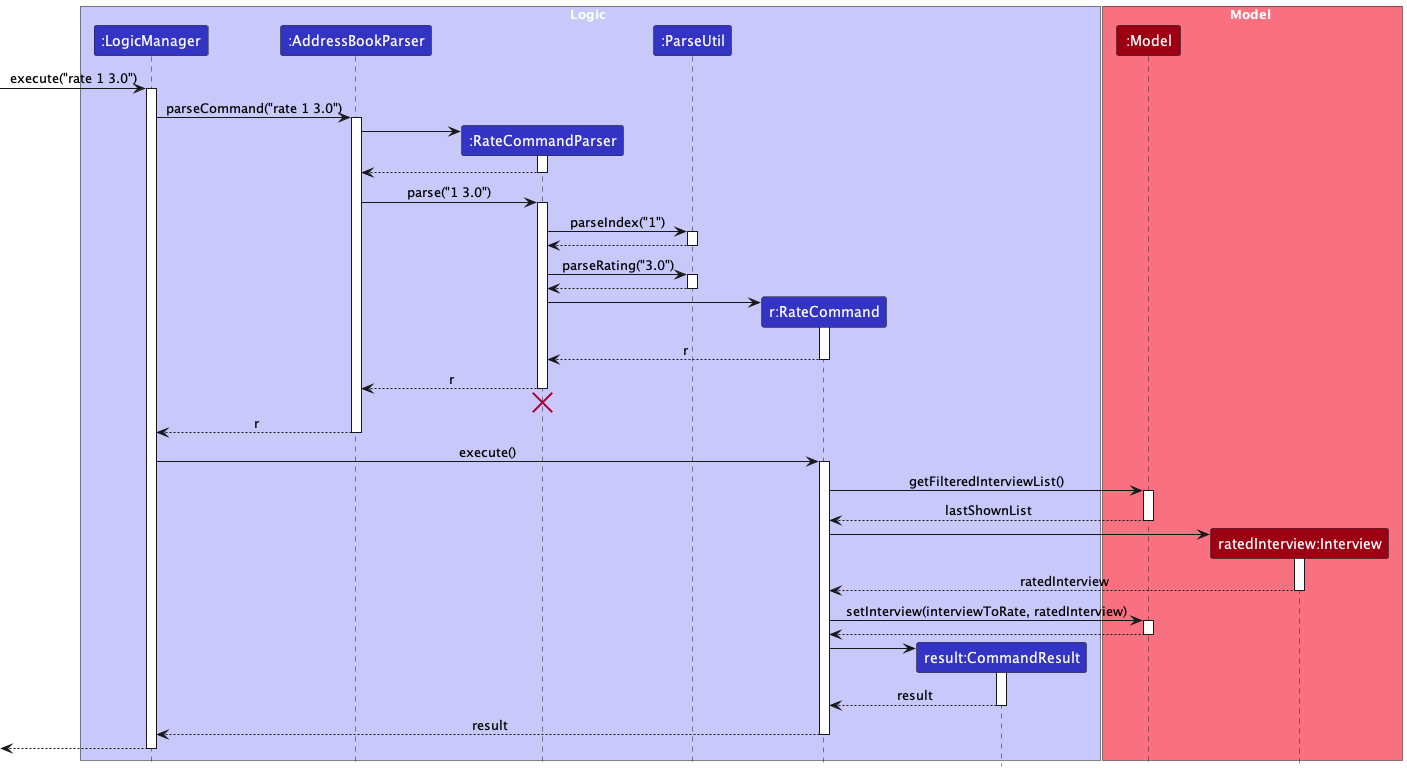 Logic
Model
:LogicManager
:AddressBookParser
:ParseUtil
:Model
execute("rate 1 3.0")
parseCommand("rate 1 3.0")
:RateCommandParser
parse("1 3.0")
parseIndex("1")
parseRating("3.0")
r:RateCommand
r
r
r
execute()
getFilteredInterviewList()
lastShownList
ratedInterview:Interview
ratedInterview
setInterview(interviewToRate, ratedInterview)
result:CommandResult
result
result